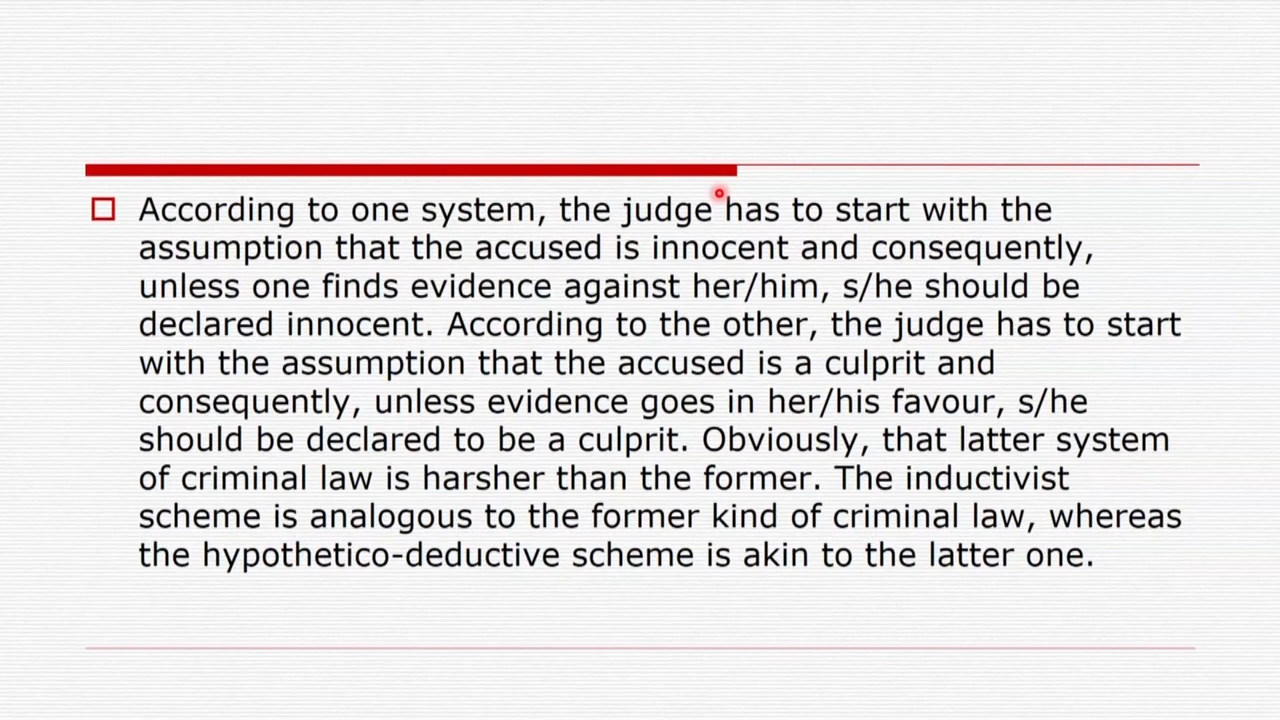 According to one system, the judge has to start with the
assumption that the accused is innocent and consequently,
unless one finds evidence against her/him, s/he should be
declared innocent. According to the other, the judge has to start
with the assumption that the accused is a culprit and
consequently, unless evidence goes in her/his favour, s/he
should be declared to be a culprit. Obviously, that latter system
of criminal law is harsher than the former. The inductivist
scheme is analogous to the former kind of criminal law, whereas
the hypothetico-deductive scheme is akin to the latter one.